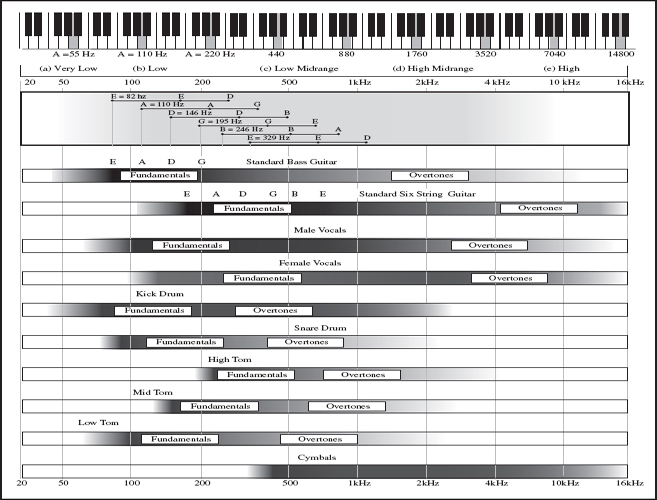 A =55 Hz A = 110 Hz A = 220 Hz 440 880 1760 3520 7040 14800
(a) Very Low (b) Low (c) Low Midrange (d) High Midrange (e) High
20 50 100 200 500 1kHz 2kHz 4kHz 10kHz 16kHz
E = 82 hz E D
A = 110 Hz A G
D = 146 Hz D B
G = 195 Hz G E
B = 246 Hz B A
E = 329 Hz E D
E A D G Standard Bass Guitar
Fundamentals Overtones
E A D G B E Standard Six String Guitar
Fundamentals Overtones
Male Vocals
Fundamentals Overtones
Female Vocals
Fundamentals Overtones
Kick Drum
Fundamentals Overtones
Snare Drum
Fundamentals Overtones
High Tom
Fundamentals Overtones
Mid Tom
Fundamentals Overtones
Low Tom
Fundamentals Overtones
Cymbals
20 50 100 200 500 1kHz 2kHz 4kHz 10kHz 16kHz